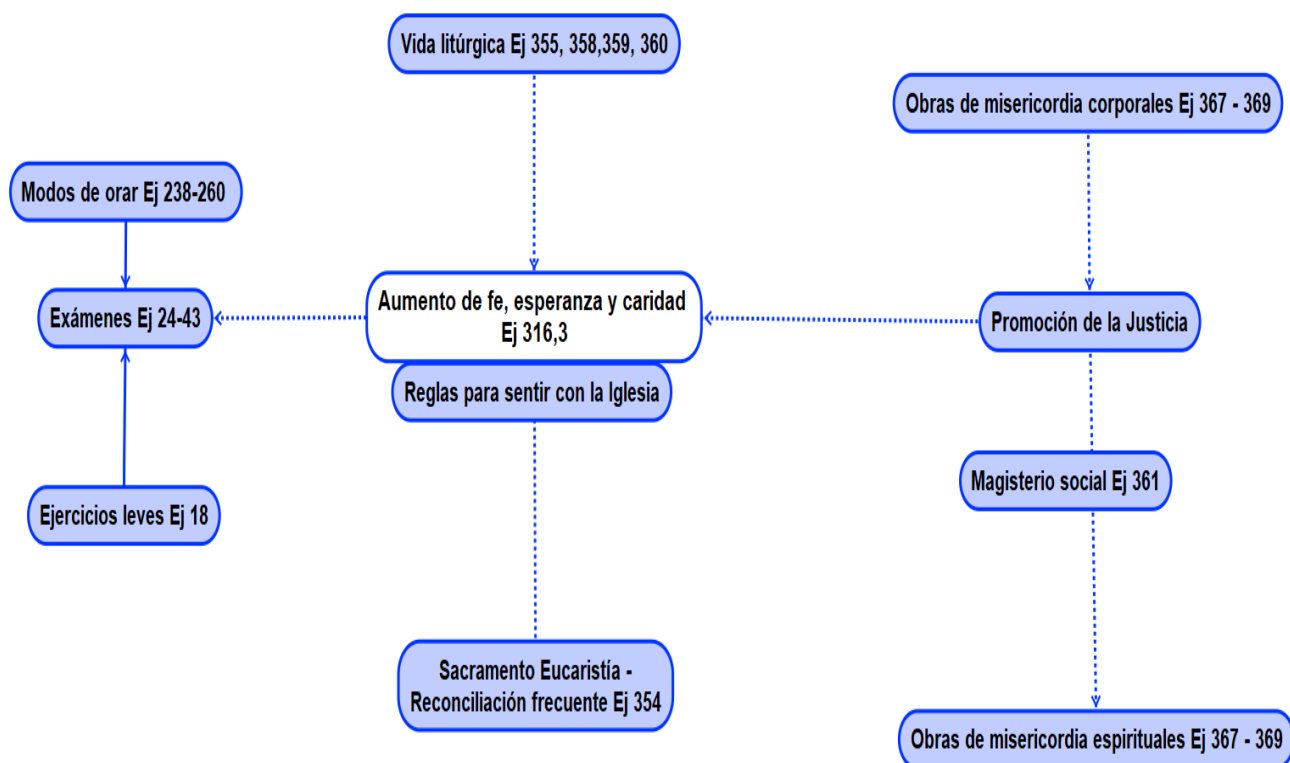 Vida litúrgica Ej 355, 358,359, 360
Obras de misericordia corporales Ej 367 - 369
Modos de orar Ej 238-260
Exámenes Ej 24-43
Aumento de fe, esperanza y caridad
Ej 316,3
Promoción de la Justicia
Reglas para sentir con la Iglesia
Magisterio social Ej 361
Ejercicios leves Ej 18
Sacramento Eucaristía -
Reconciliación frecuente Ej 354
Obras de misericordia espirituales Ej 367 - 369